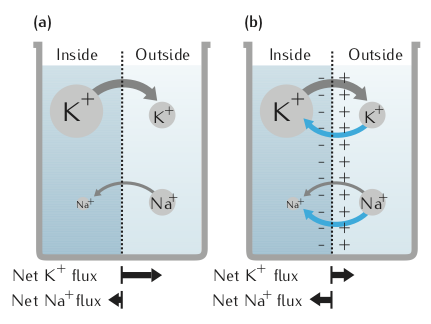 (a)
Inside Outside
K+ K+
Na+ Na+
Net K+ flux
Net Na+ flux
(b)
Inside Outside
K+ K+
Na+ Na+
Net K+ flux
Net Na+ flux